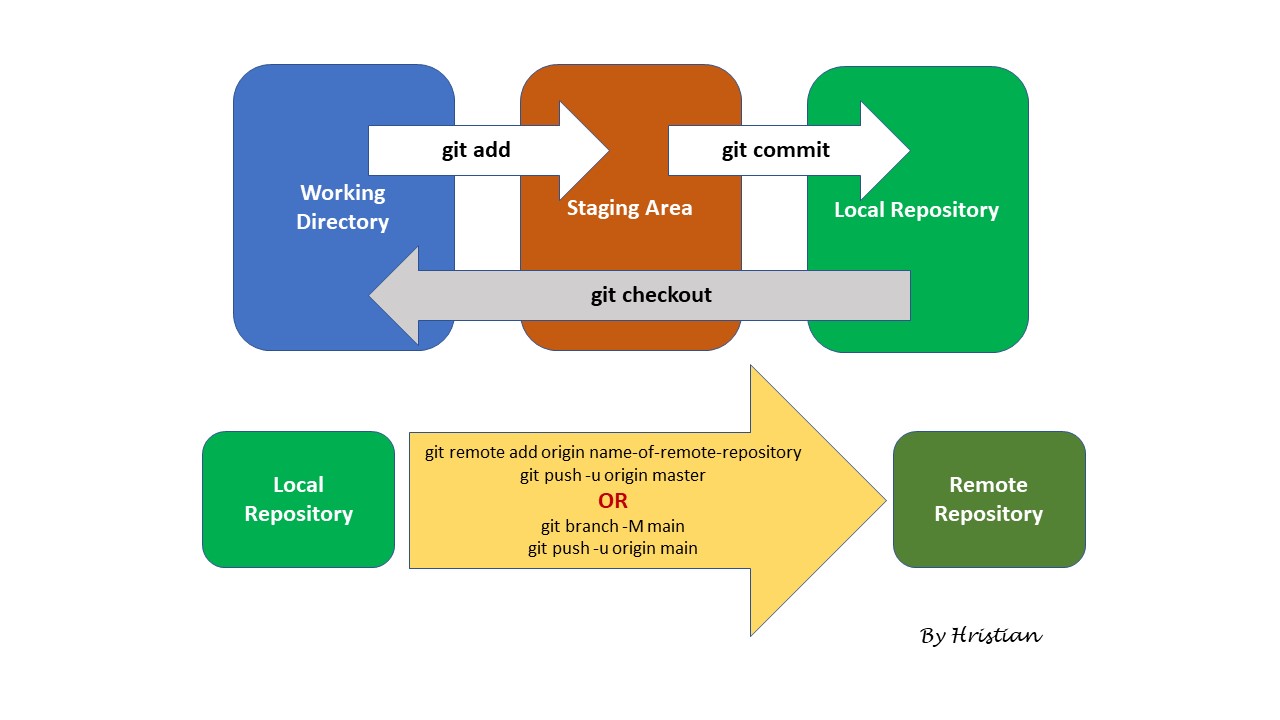 git add
git commit
Working
Directory
Staging Area
Local Repository
git checkout
Local
Repository
git remote add origin name-of-remote-repository
git push -u origin master
OR
git branch -M main
git push -u origin main
Remote
Repository
By Hristian